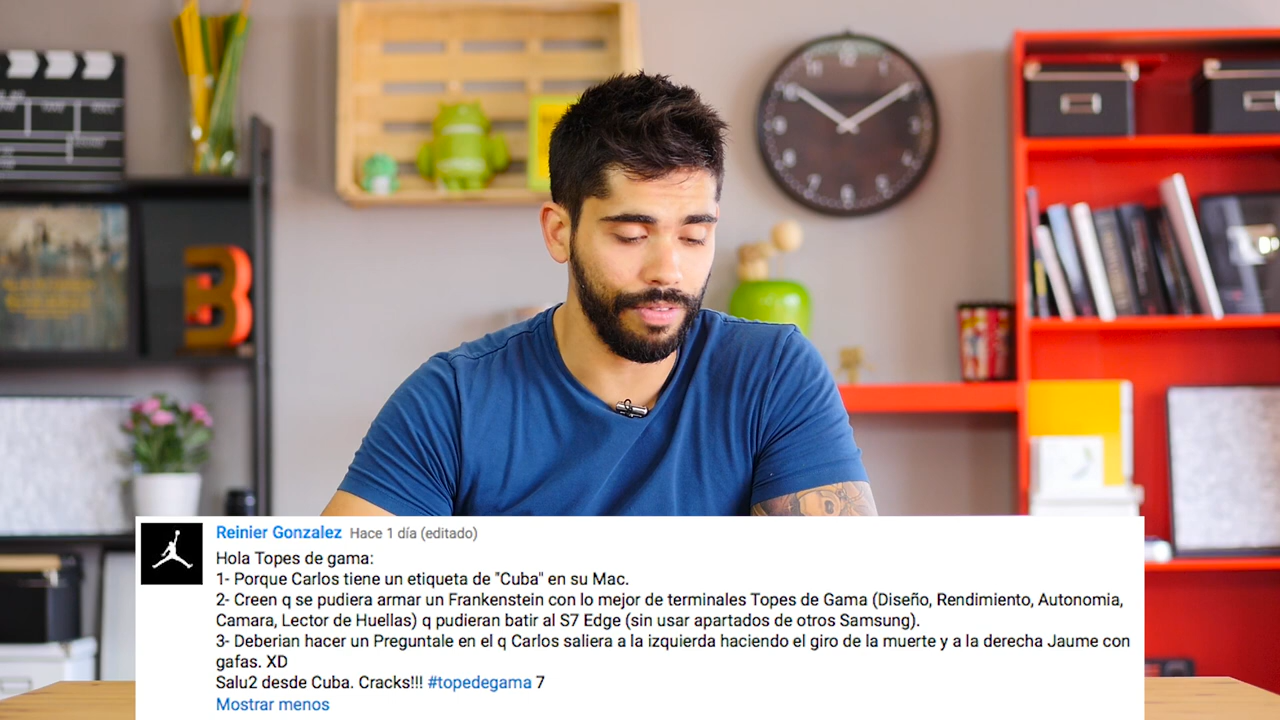 B
Reinier Gonzalez Hace 1 día (editado)
Hola Topes de gama:
1- Porque Carlos tiene un etiqueta de "Cuba" en su Mac.
2- Creen q se pudiera armar un Frankenstein con lo mejor de terminales Topes de Gama (Diseño, Rendimiento, Autonomia,
Camara, Lector de Huellas) q pudieran batir al S7 Edge (sin usar apartados de otros Samsung).
3- Deberian hacer un Preguntale en el q Carlos saliera a la izquierda haciendo el giro de la muerte y a la derecha Jaume con
gafas. XD
Salu2 desde Cuba. Cracks!!! #topedegama 7
Mostrar menos